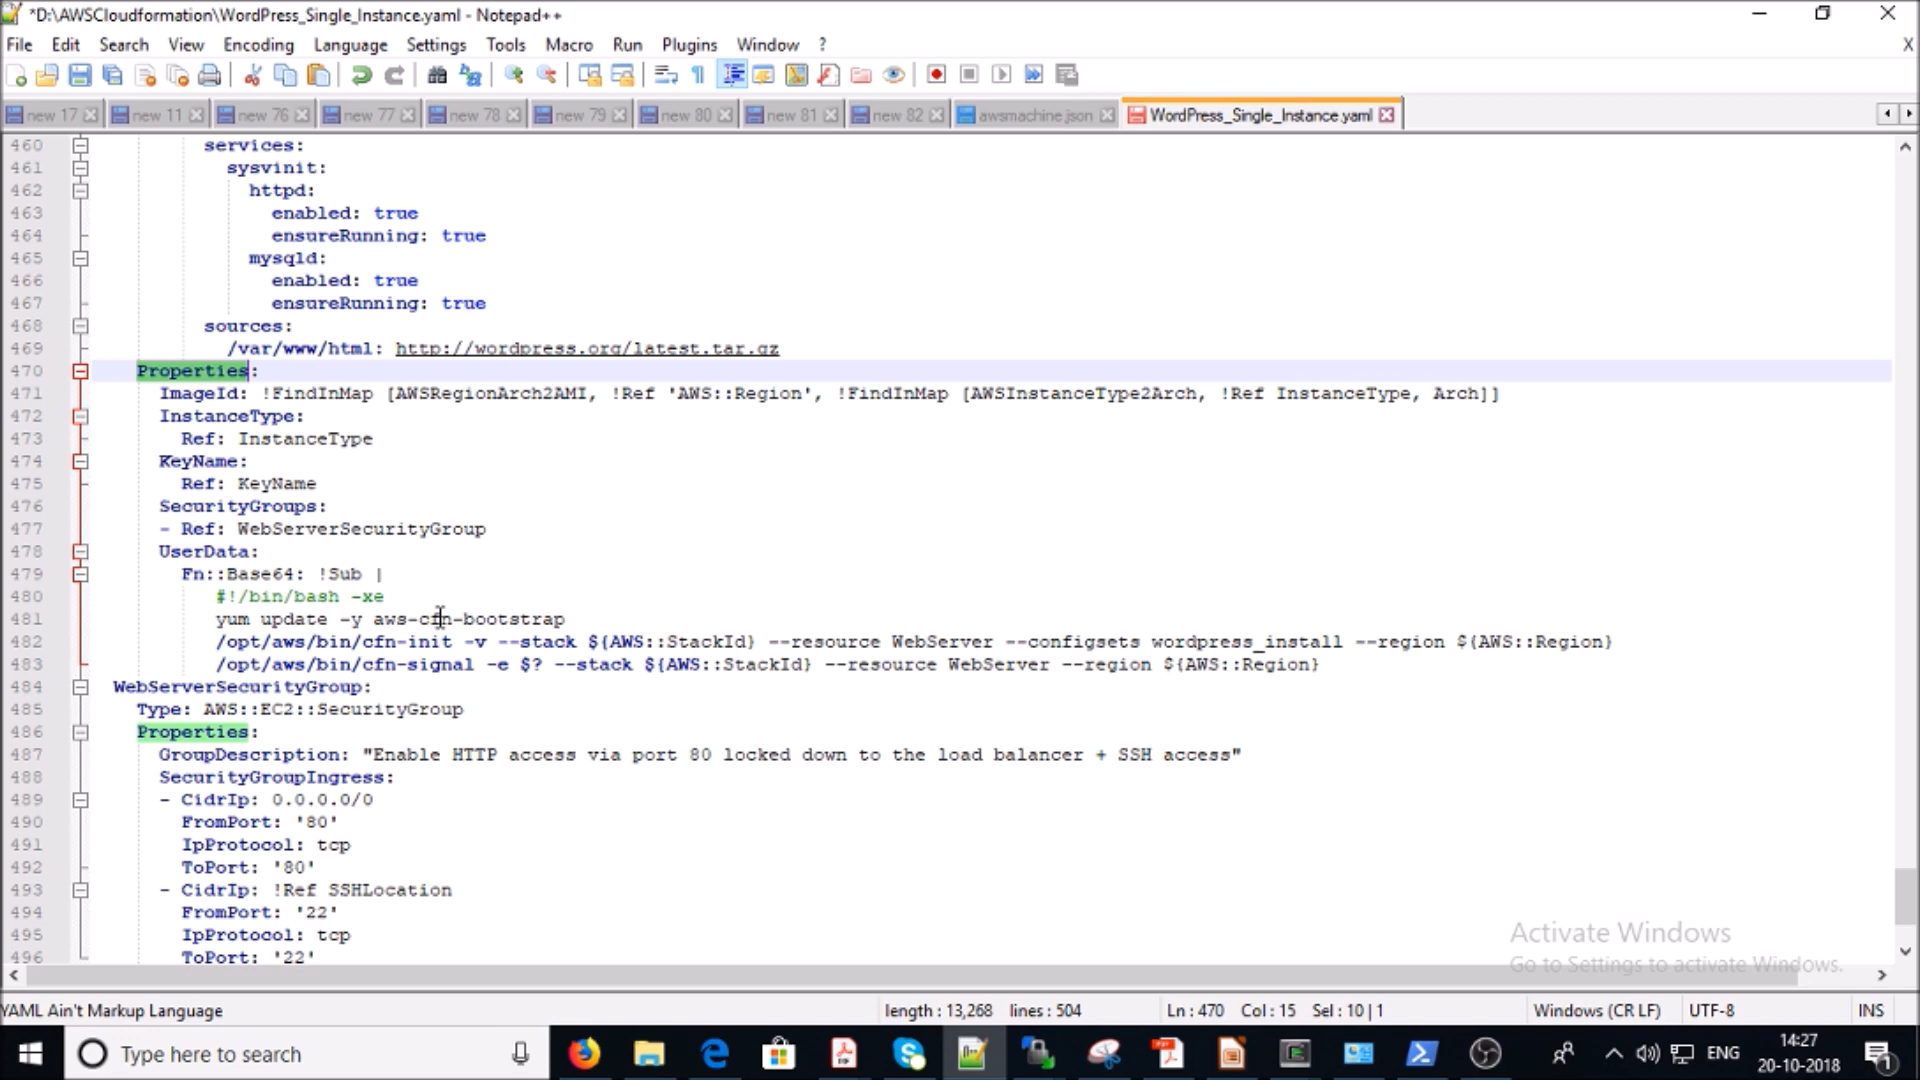 *D:\AWSCloudformation\WordPress_Single_Instance.yaml - Notepad++
File Edit Search View Encoding Language Settings Tools Macro Run Plugins Window ? X
new 17 new 11 new 76 new 77 new 78 new 79 new 80 new 81 new 82 awsmachine.json WordPress_Single_Instance.yaml
460 services:
461 sysvinit:
462 httpd:
463 enabled: true
464 ensureRunning: true
465 mysqld:
466 enabled: true
467 ensureRunning: true
468 sources:
469 /var/www/html: http://wordpress.org/latest.tar.gz
470 Properties:
471 ImageId: !FindInMap [AWSRegionArch2AMI, !Ref 'AWS::Region', !FindInMap [AWSInstanceType2Arch, !Ref InstanceType, Arch]]
472 InstanceType:
473 Ref: InstanceType
474 KeyName:
475 Ref: KeyName
476 SecurityGroups:
477 - Ref: WebServerSecurityGroup
478 UserData:
479 Fn::Base64: !Sub |
480 #!/bin/bash -xe
481 yum update -y aws-cfn-bootstrap
482 /opt/aws/bin/cfn-init -v --stack ${AWS::StackId} --resource WebServer --configsets wordpress_install --region ${AWS::Region}
483 /opt/aws/bin/cfn-signal -e $? --stack ${AWS::StackId} --resource WebServer --region ${AWS::Region}
484 WebServerSecurityGroup:
485 Type: AWS::EC2::SecurityGroup
486 Properties:
487 GroupDescription: "Enable HTTP access via port 80 locked down to the load balancer + SSH access"
488 SecurityGroupIngress:
489 - CidrIp: 0.0.0.0/0
490 FromPort: '80'
491 IpProtocol: tcp
492 ToPort: '80'
493 - CidrIp: !Ref SSHLocation
494 FromPort: '22'
495 IpProtocol: tcp
496 ToPort: '22'
Activate Windows
Go to Settings to activate Windows.
YAML Ain't Markup Language length : 13,268 lines : 504 Ln : 470 Col : 15 Sel : 10 | 1 Windows (CR LF) UTF-8 INS
Type here to search ENG 14:27
20-10-2018 1